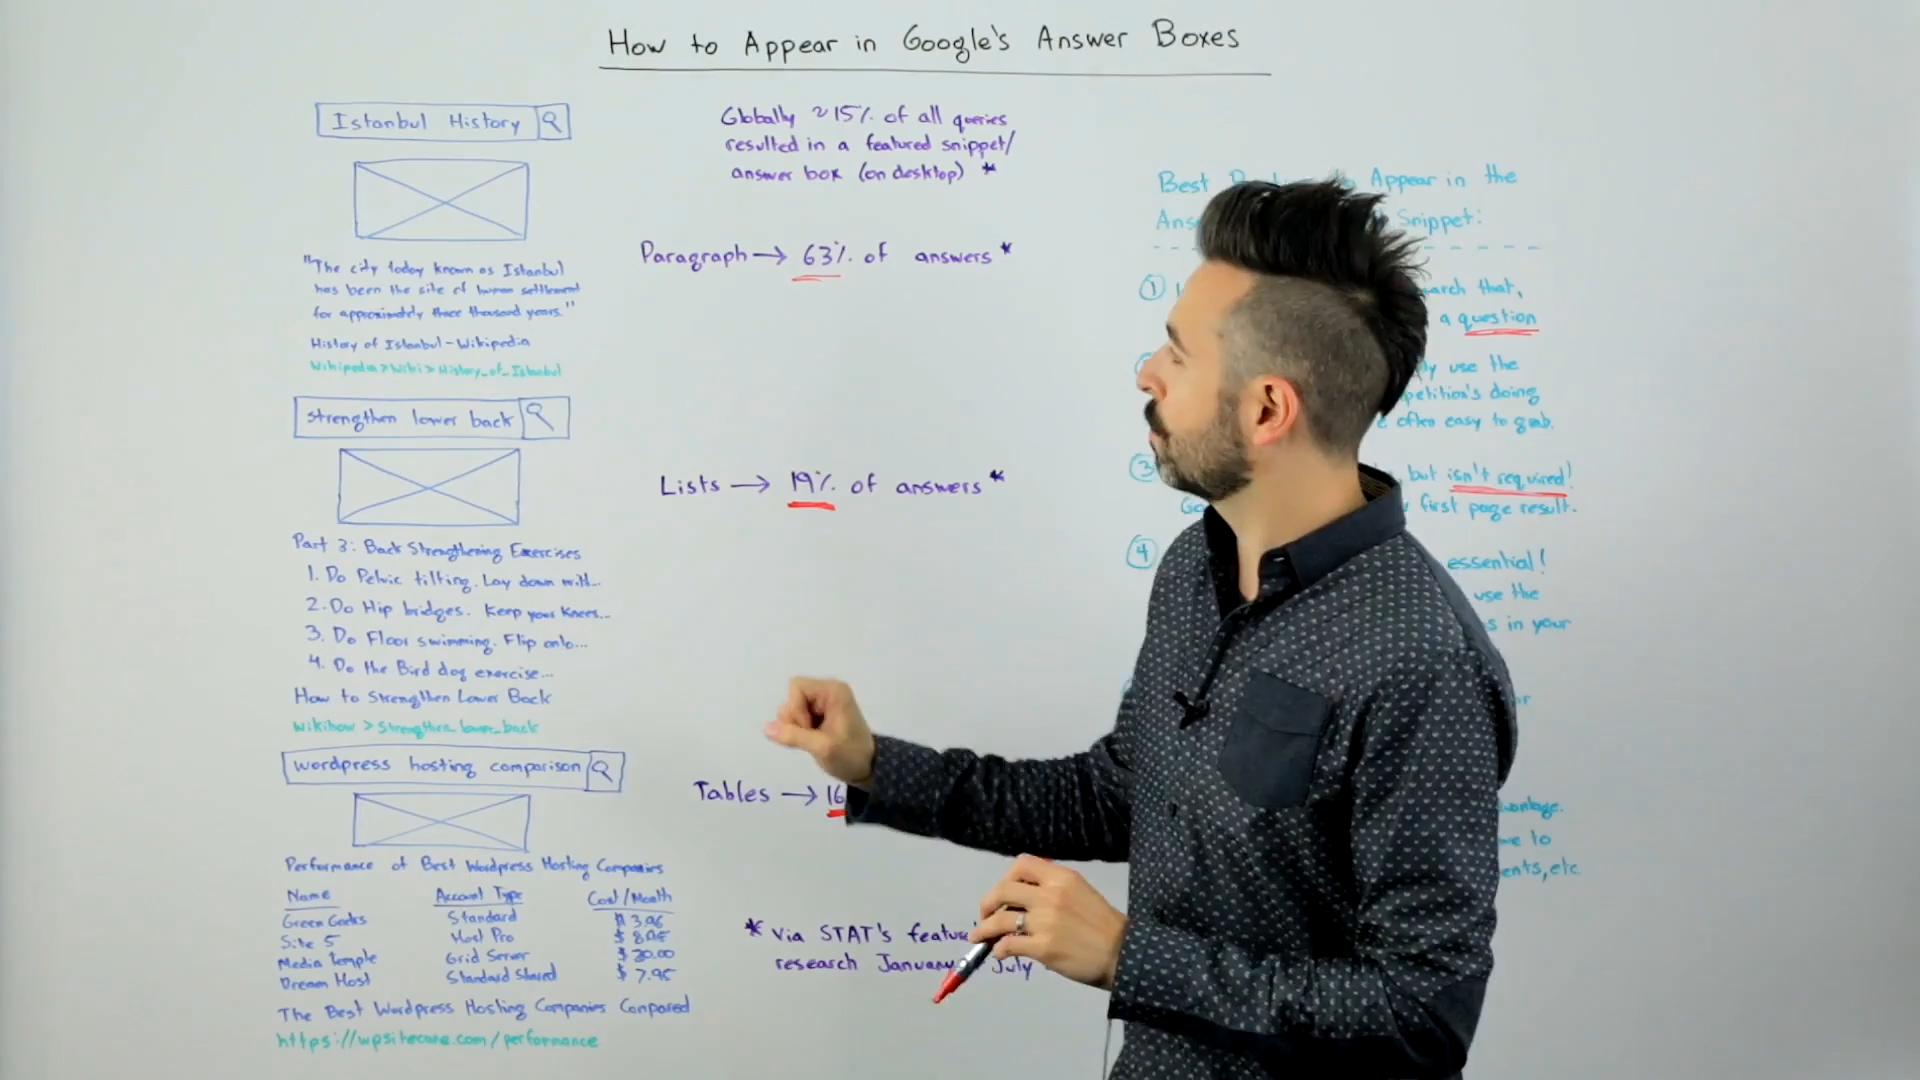 How to Appear in Google's Answer Boxes
Istanbul History
"The city today known as Istanbul
has been the site of human settlement
for approximately three thousand years."
History of Istanbul - Wikipedia
Wikipedia > Wiki > History_of_Istanbul
strengthen lower back
Part 3: Back Strengthening Exercises
1. Do Pelvic tilting. Lay down with...
2. Do Hip bridges. Keep your knees...
3. Do Floor swimming. Flip onto...
4. Do the Bird dog exercise...
How to Strengthen Lower Back
Wikihow > Strengthen_lower_back
wordpress hosting comparison
Performance of Best Wordpress Hosting Companies
Name Account Type Cost/Month
Green Geeks Standard $3.96
Site 5 Host Pro
Media Temple Grid Server $20.00
Dream Host Standard Shared $7.95
The Best Wordpress Hosting Companies Compared
https://wpsitecare.com/performance
Globally ~15% of all queries
resulted in a featured snippet/
answer box (on desktop) *
Paragraph → 63% of answers *
Lists → 19% of answers *
Tables → 16
* Via STAT's
research January July
Best Appear in the
Snippet:
1 that,
a question
use the
doing
often easy to grab.
3 but isn't required!
first page result.
4 essential!
use the
in your
to
etc.